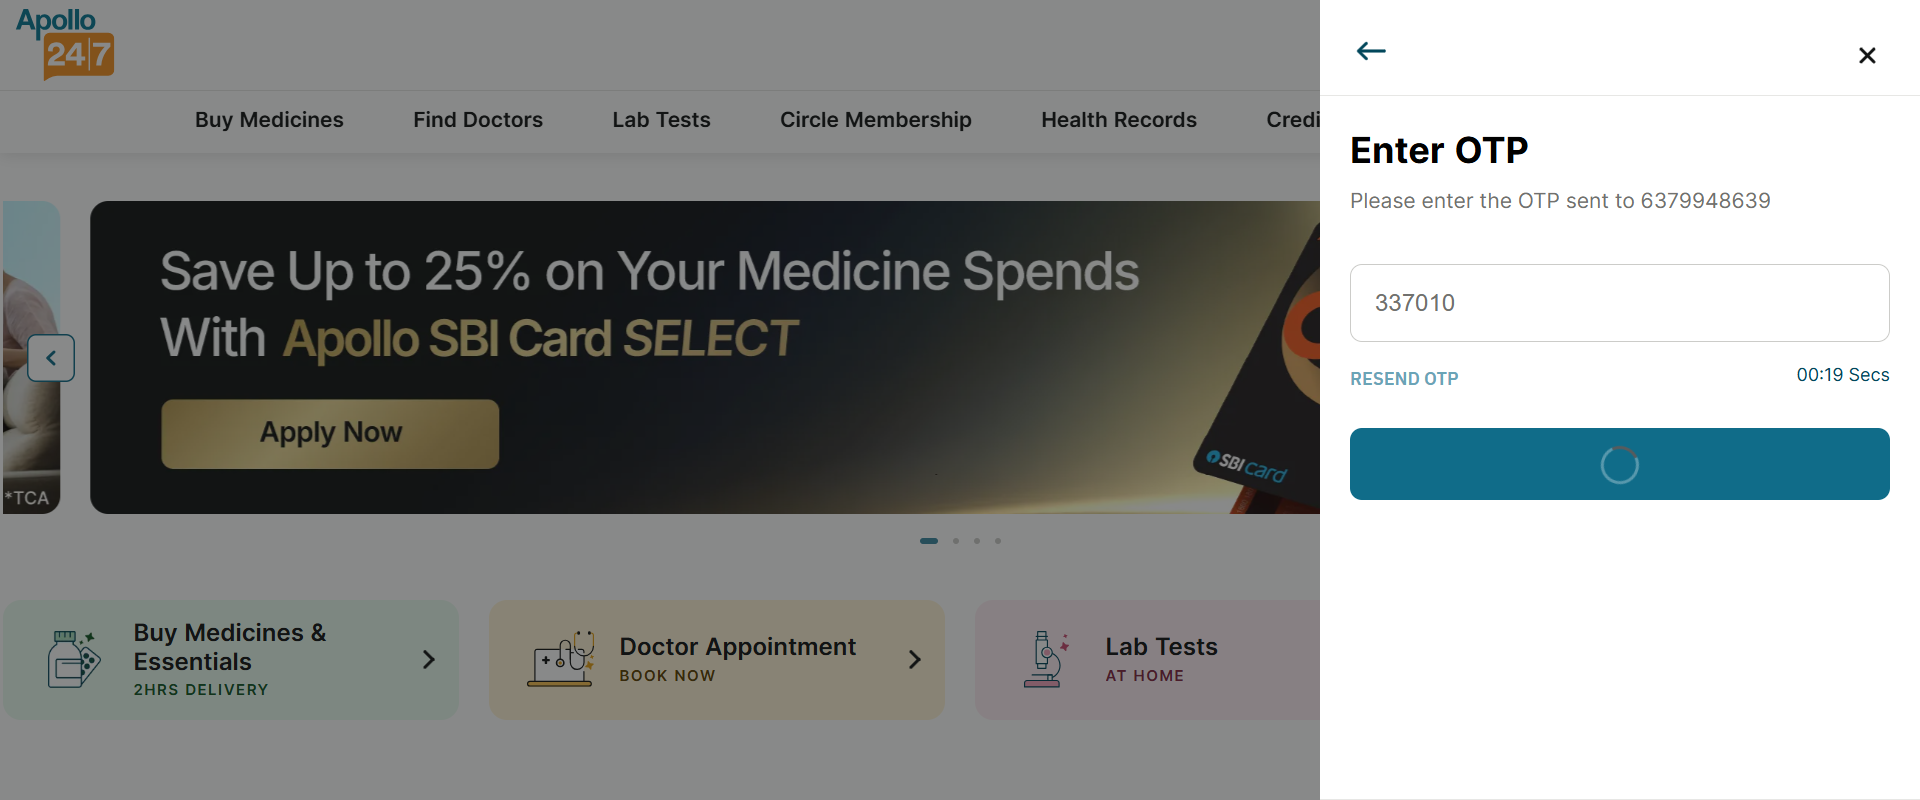 Apollo
24|7
Buy Medicines
Find Doctors
Lab Tests
Circle Membership
Health Records
Credi
Save Up to 25% on Your Medicine Spends
With Apollo SBI Card SELECT
Apply Now
*TCA
SBI card
Buy Medicines &
Essentials
2HRS DELIVERY
Doctor Appointment
BOOK NOW
Lab Tests
AT HOME
Enter OTP
Please enter the OTP sent to 6379948639
337010
RESEND OTP
00:19 Secs